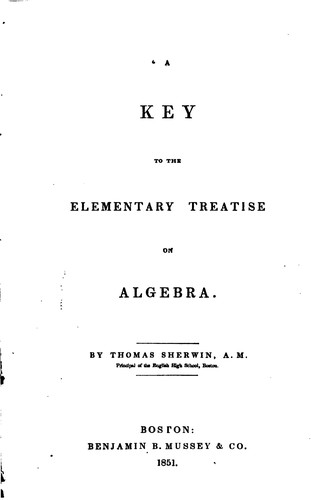 A
KEY
TO THE
ELEMENTARY TREATISE
ON
ALGEBRA.
BY THOMAS SHERWIN, A. M.
Principal of the English High School, Boston.
BOSTON:
BENJAMIN B. MUSSEY & CO.
1851.